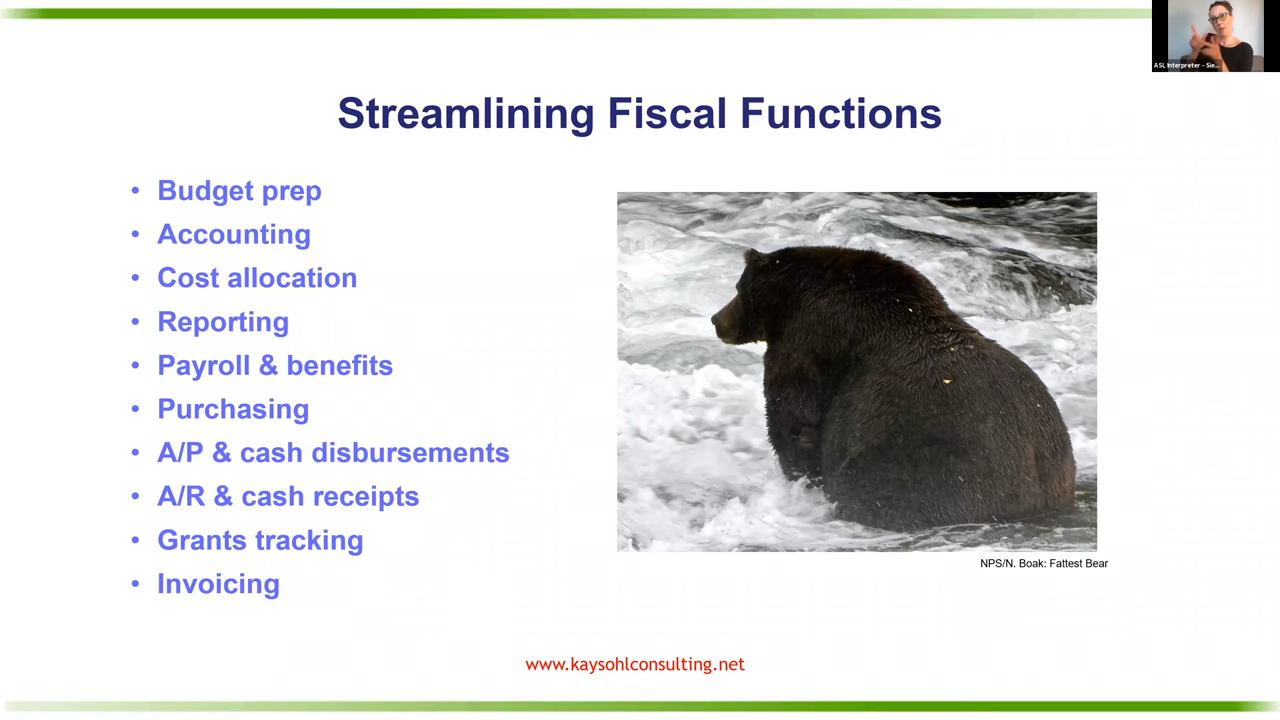 ASL Interpreter - Sie...
Streamlining Fiscal Functions
• Budget prep
• Accounting
• Cost allocation
• Reporting
• Payroll & benefits
• Purchasing
• A/P & cash disbursements
• A/R & cash receipts
• Grants tracking
• Invoicing
NPS/N. Boak: Fattest Bear
www.kaysohlconsulting.net